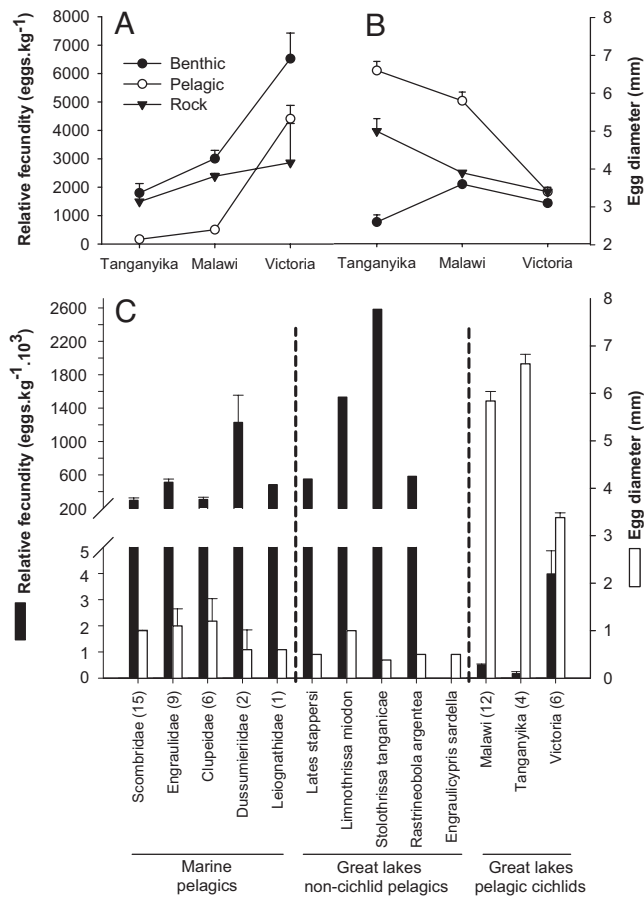 A
B
8000
7000
6000
5000
4000
3000
2000
1000
0
Relative fecundity (eggs.kg-1)
Benthic
Pelagic
Rock
8
7
6
5
4
3
2
Egg diameter (mm)
Tanganyika Malawi Victoria
Tanganyika Malawi Victoria
C
2600
2200
1800
1400
1000
600
200
5
4
3
2
1
0
Relative fecundity (eggs.kg-1.10³)
8
7
6
5
4
3
2
1
0
Egg diameter (mm)
Scombridae (15)
Engraulidae (9)
Clupeidae (6)
Dussumieriidae (2)
Leiognathidae (1)
Lates stappersi
Limnothrissa miodon
Stolothrissa tanganicae
Rastrineobola argentea
Engraulicypris sardella
Malawi (12)
Tanganyika (4)
Victoria (6)
Marine
pelagics
Great lakes
non-cichlid pelagics
Great lakes
pelagic cichlids